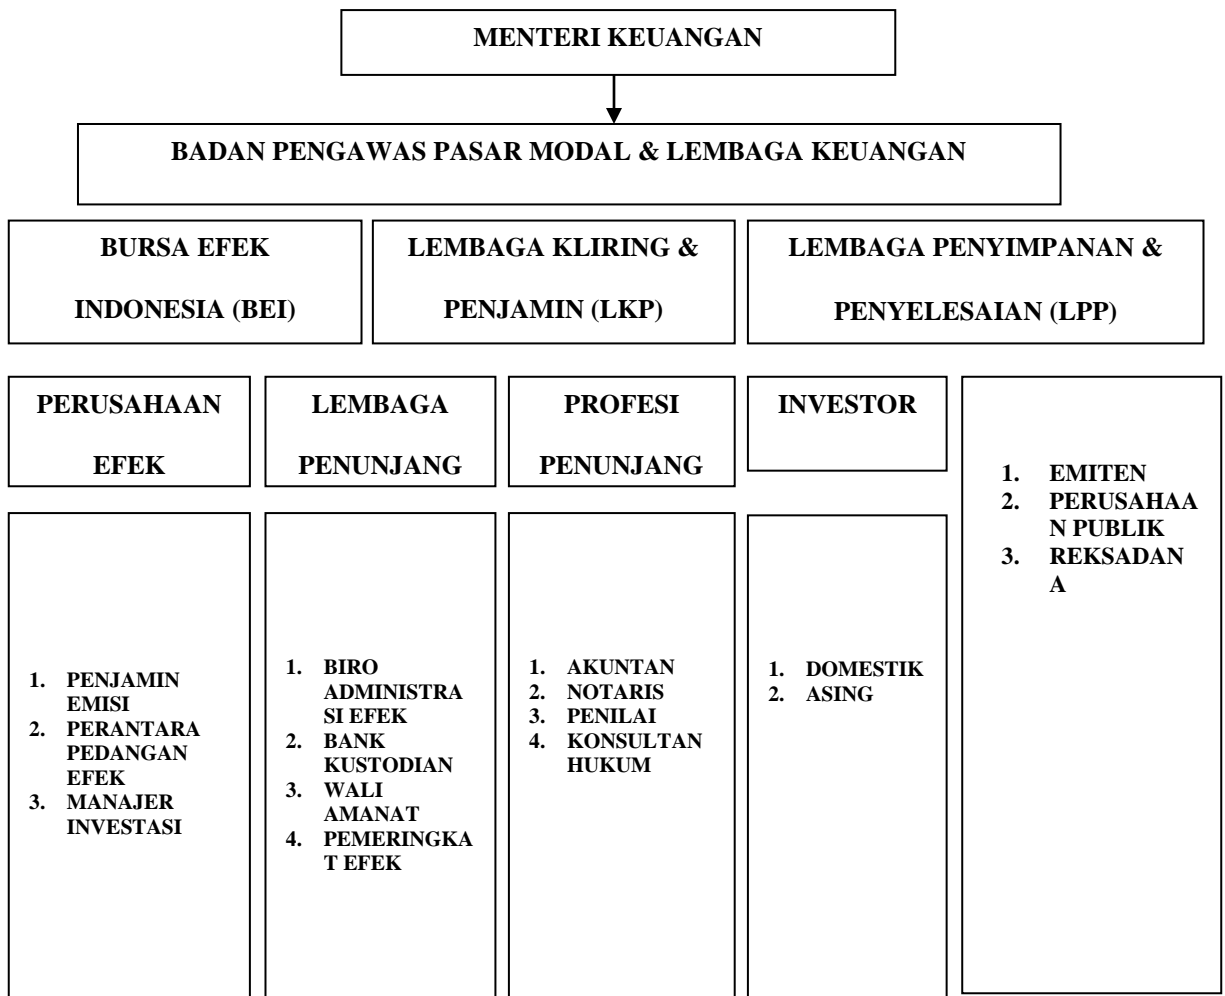 MENTERI KEUANGAN
BADAN PENGAWAS PASAR MODAL & LEMBAGA KEUANGAN
BURSA EFEK
INDONESIA (BEI)
LEMBAGA KLIRING &
PENJAMIN (LKP)
LEMBAGA PENYIMPANAN &
PENYELESAIAN (LPP)
PERUSAHAAN
EFEK
LEMBAGA
PENUNJANG
PROFESI
PENUNJANG
INVESTOR
1. EMITEN
2. PERUSAHAA
N PUBLIK
3. REKSADAN
A
1. PENJAMIN
EMISI
2. PERANTARA
PEDANGAN
EFEK
3. MANAJER
INVESTASI
1. BIRO
ADMINISTRA
SI EFEK
2. BANK
KUSTODIAN
3. WALI
AMANAT
4. PEMERINGKA
T EFEK
1. AKUNTAN
2. NOTARIS
3. PENILAI
4. KONSULTAN
HUKUM
1. DOMESTIK
2. ASING